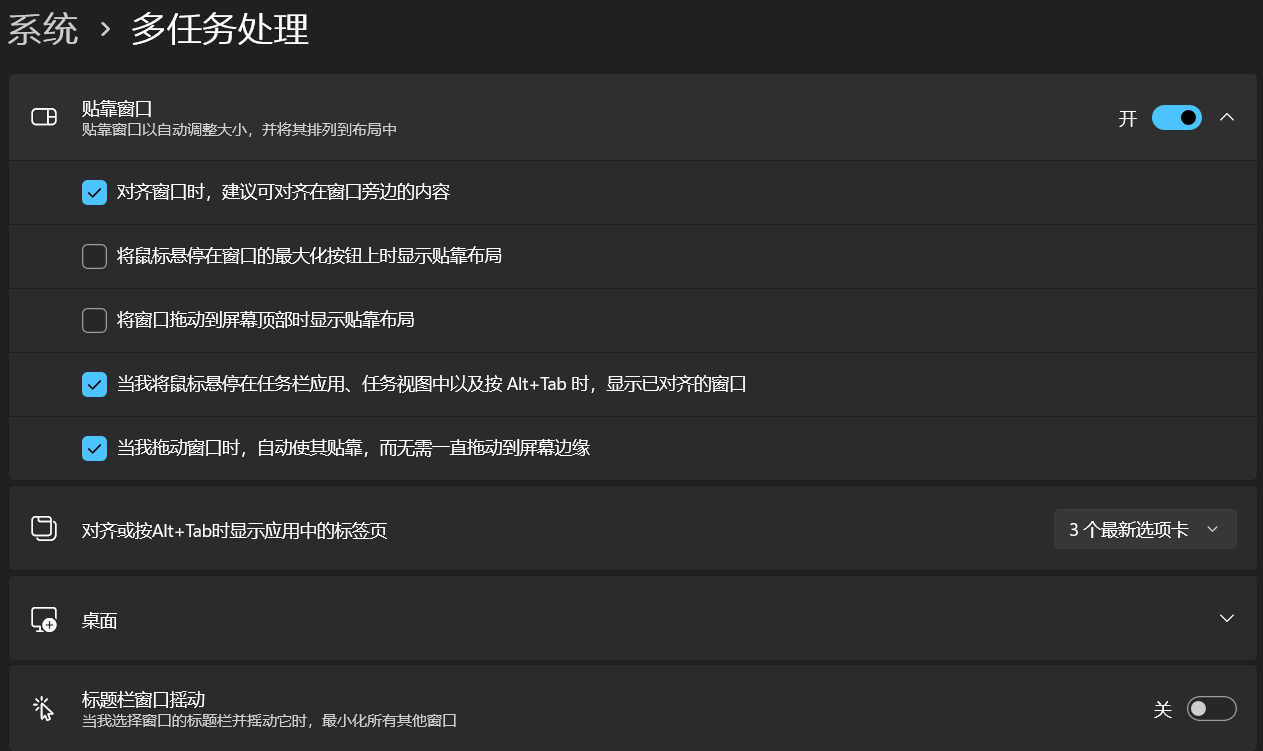 系统 › 多任务处理
贴靠窗口
贴靠窗口以自动调整大小，并将其排列到布局中
开
对齐窗口时，建议可对齐在窗口旁边的内容
将鼠标悬停在窗口的最大化按钮上时显示贴靠布局
将窗口拖动到屏幕顶部时显示贴靠布局
当我将鼠标悬停在任务栏应用、任务视图中以及按 Alt+Tab 时，显示已对齐的窗口
当我拖动窗口时，自动使其贴靠，而无需一直拖动到屏幕边缘
对齐或按Alt+Tab时显示应用中的标签页
3 个最新选项卡
桌面
标题栏窗口摇动
当我选择窗口的标题栏并摇动它时，最小化所有其他窗口
关